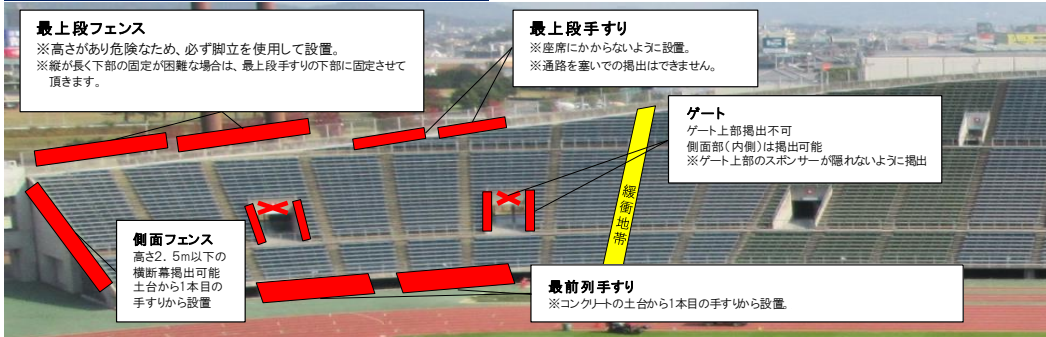 最上段フェンス
※高さがあり危険なため、必ず脚立を使用して設置。
※縦が長く下部の固定が困難な場合は、最上段手すりの下部に固定させて
頂きます。
最上段手すり
※座席にかからないように設置。
※通路を塞いでの掲出はできません。
ゲート
ゲート上部掲出不可
側面部(内側)は掲出可能
※ゲート上部のスポンサーが隠れないように掲出
緩衝地帯
側面フェンス
高さ2.5m以下の
横断幕掲出可能
土台から1本目の
手すりから設置
最前列手すり
※コンクリートの土台から1本目の手すりから設置。